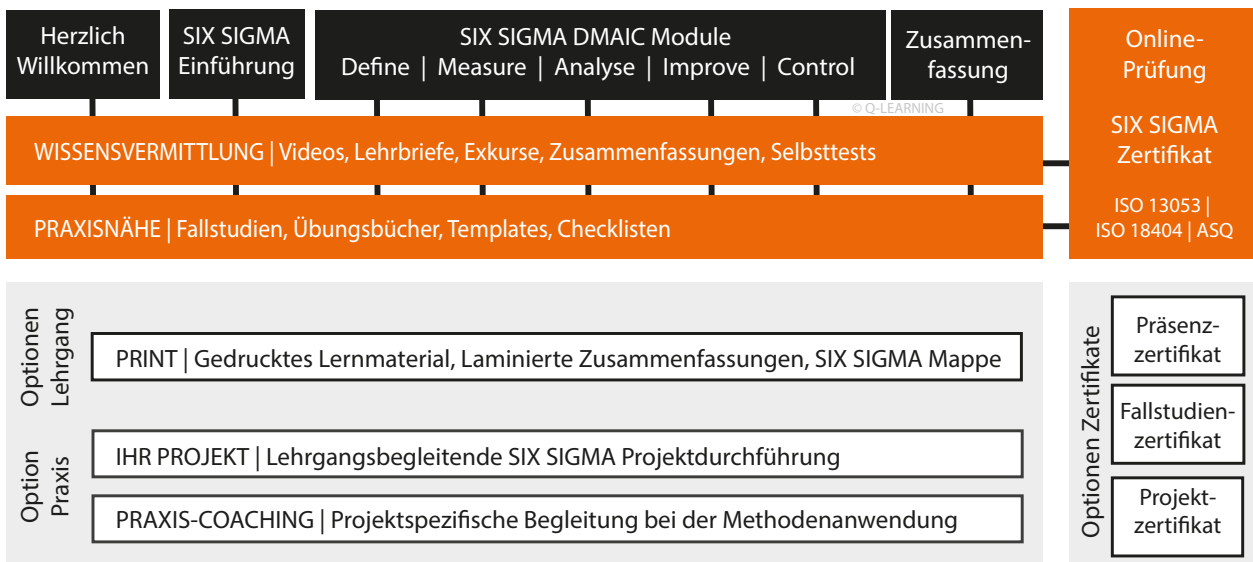 Herzlich
Willkommen
SIX SIGMA
Einführung
SIX SIGMA DMAIC Module
Define | Measure | Analyse | Improve | Control
Zusammen-
fassung
© Q-LEARNING
WISSENSVERMITTLUNG | Videos, Lehrbriefe, Exkurse, Zusammenfassungen, Selbsttests
PRAXISNÄHE | Fallstudien, Übungsbücher, Templates, Checklisten
Online-
Prüfung
SIX SIGMA
Zertifikat
ISO 13053 |
ISO 18404 | ASQ
Optionen
Lehrgang
PRINT | Gedrucktes Lernmaterial, Laminierte Zusammenfassungen, SIX SIGMA Mappe
Option
Praxis
IHR PROJEKT | Lehrgangsbegleitende SIX SIGMA Projektdurchführung
PRAXIS-COACHING | Projektspezifische Begleitung bei der Methodenanwendung
Optionen Zertifikate
Präsenz-
zertifikat
Fallstudien-
zertifikat
Projekt-
zertifikat